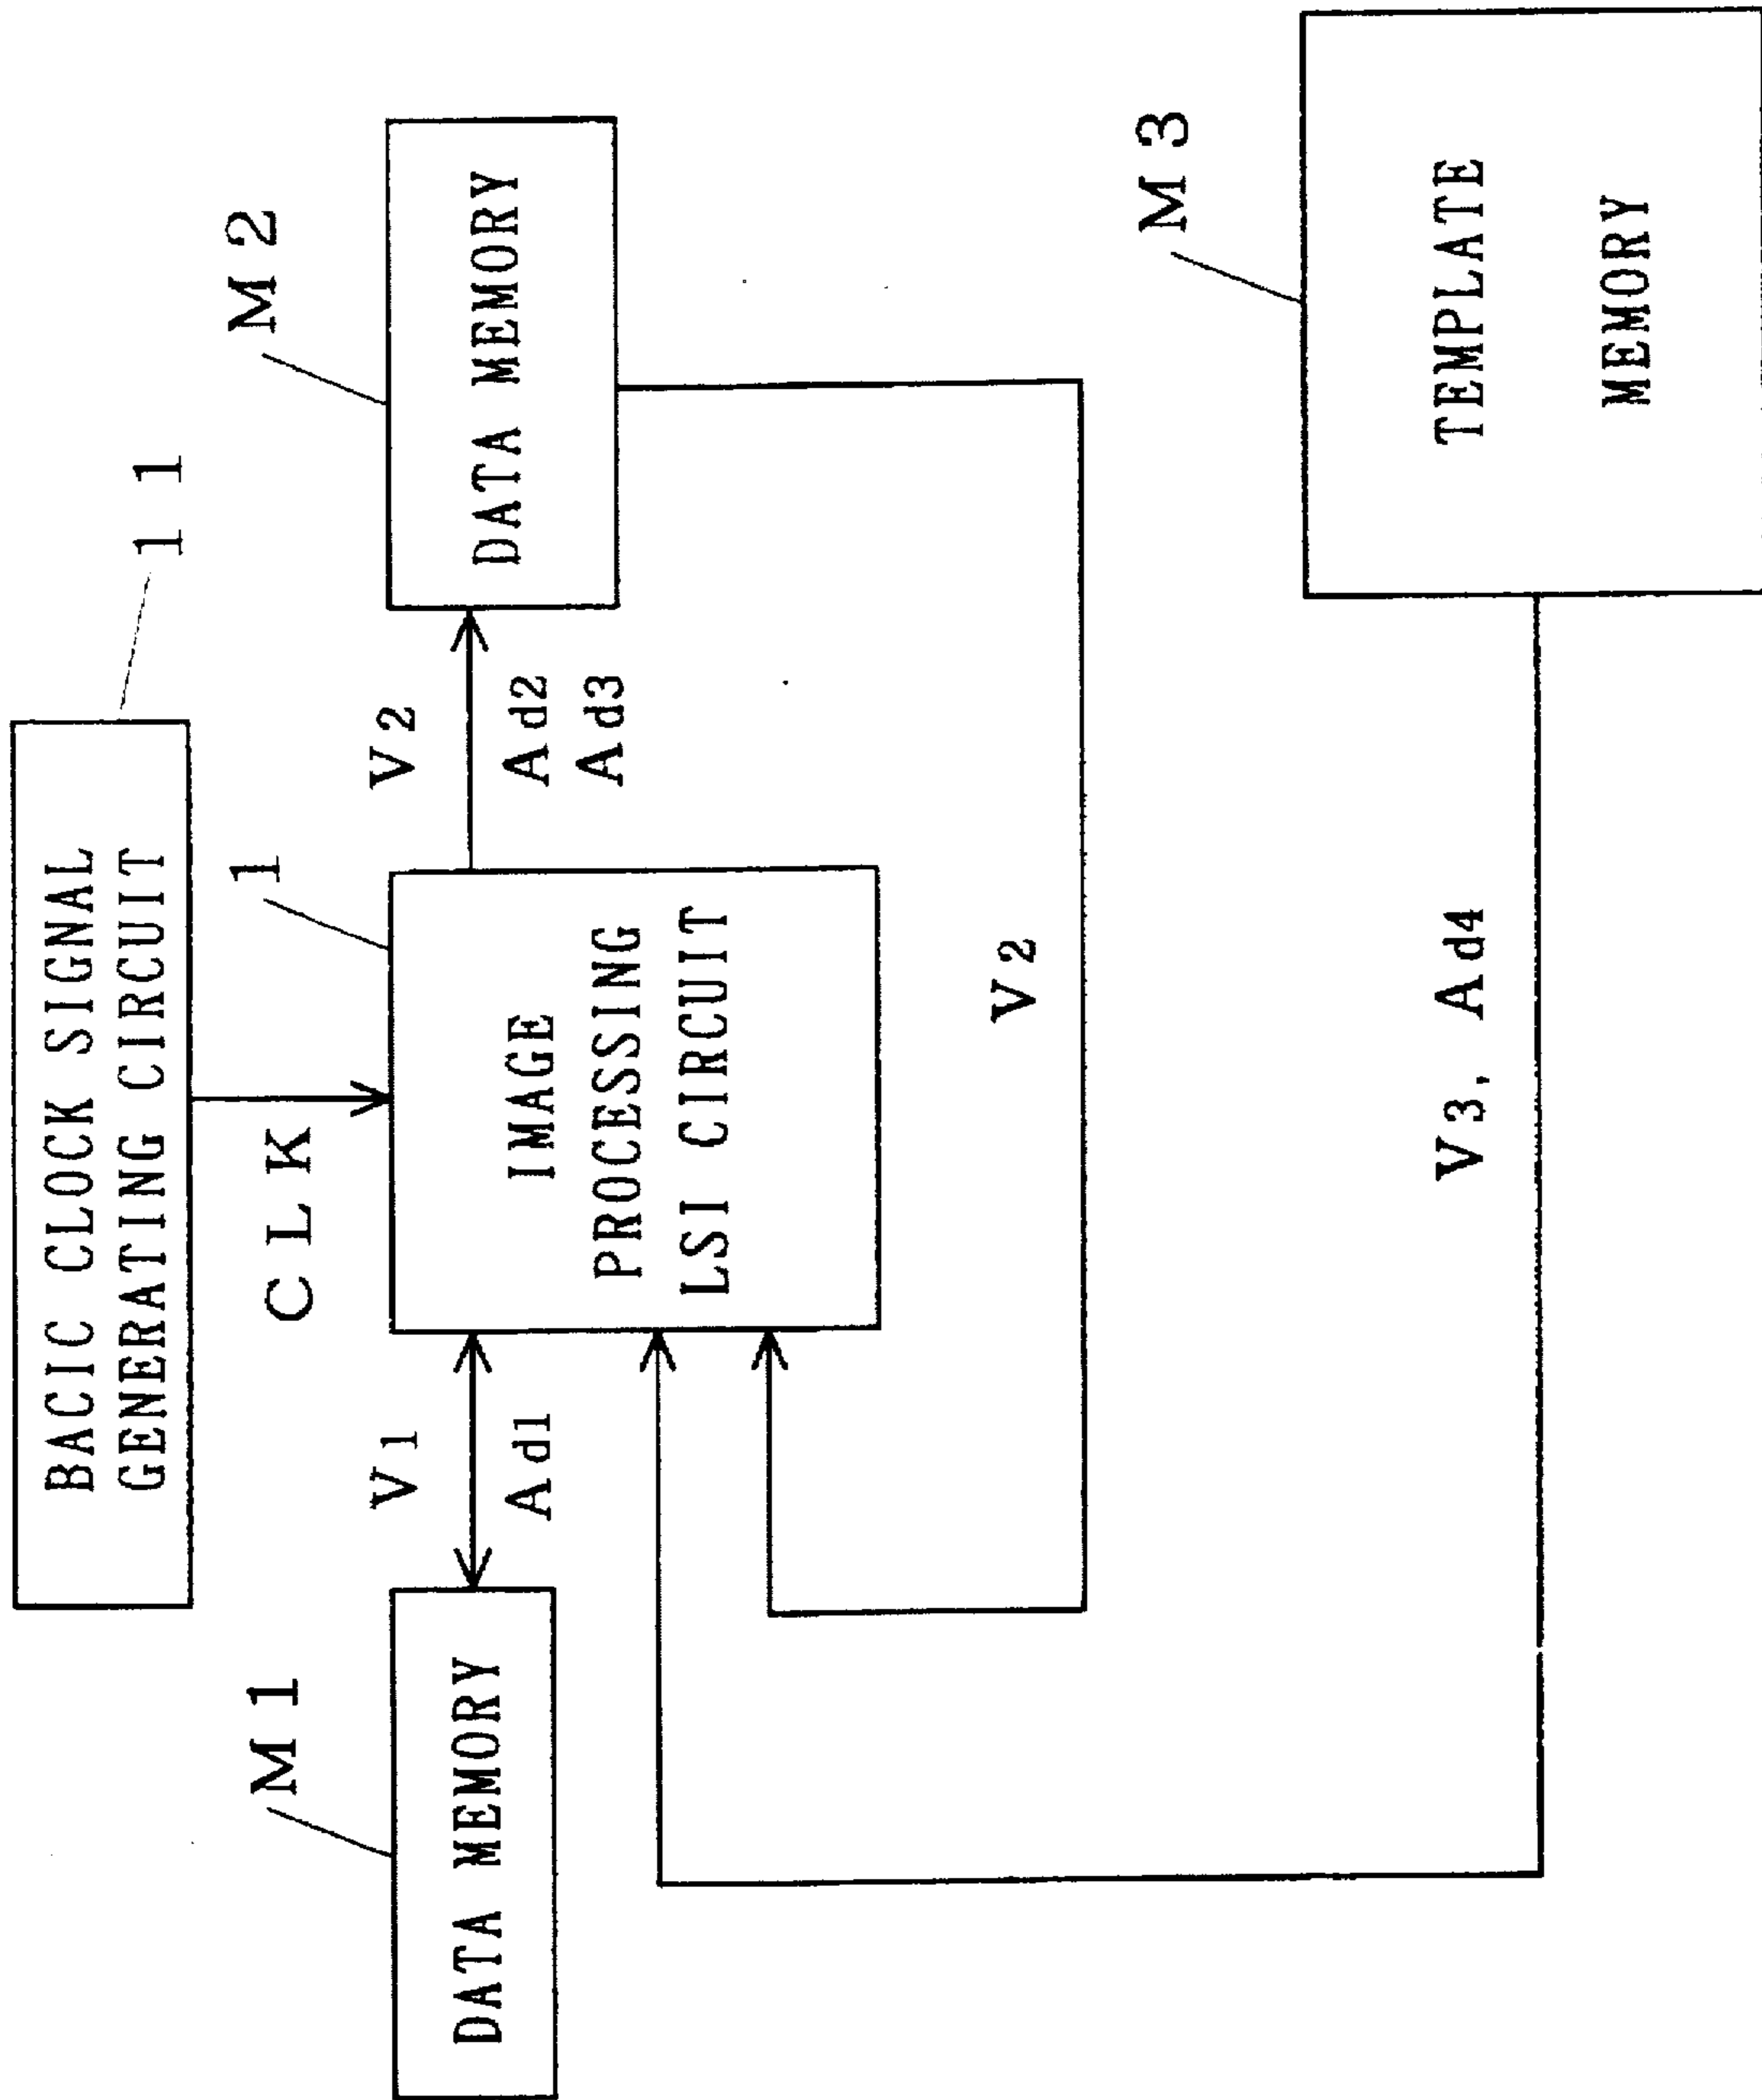 BACIC CLOCK SIGNAL
GENERATING CIRCUIT
11
CLK
M1
DATA MEMORY
V1
Ad1
1
IMAGE
PROCESSING
LSI CIRCUIT
V2
Ad2
Ad3
M2
DATA MEMORY
V2
V3, Ad4
M3
TEMPLATE
MEMORY